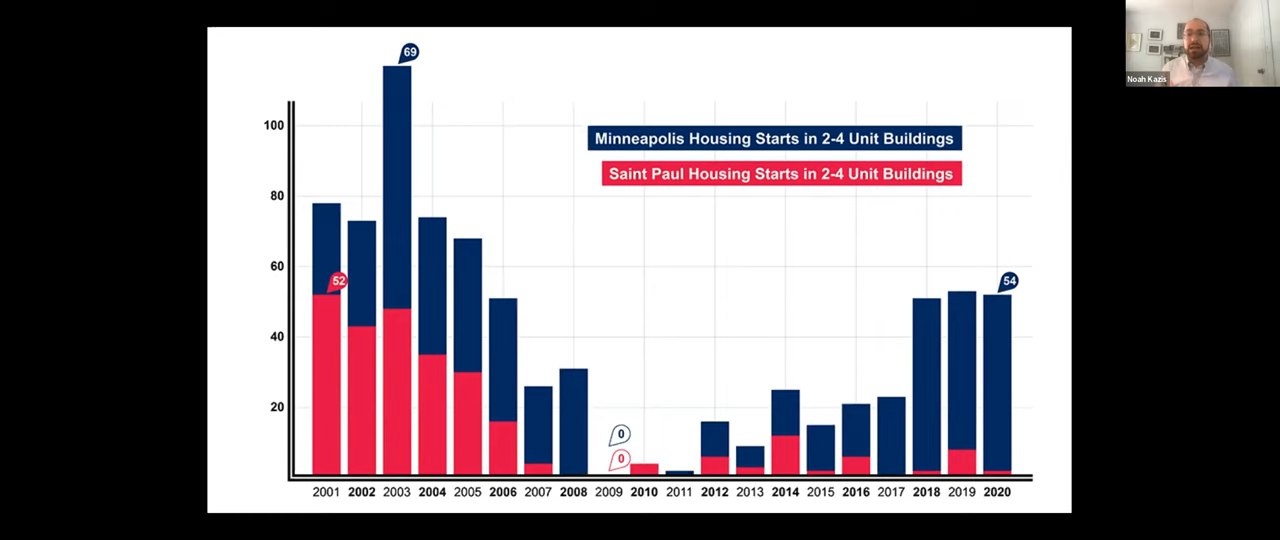 69
Noah Kazis
100
Minneapolis Housing Starts in 2-4 Unit Buildings
Saint Paul Housing Starts in 2-4 Unit Buildings
80
60
52
54
40
20
0
0
2001 2002 2003 2004 2005 2006 2007 2008 2009 2010 2011 2012 2013 2014 2015 2016 2017 2018 2019 2020